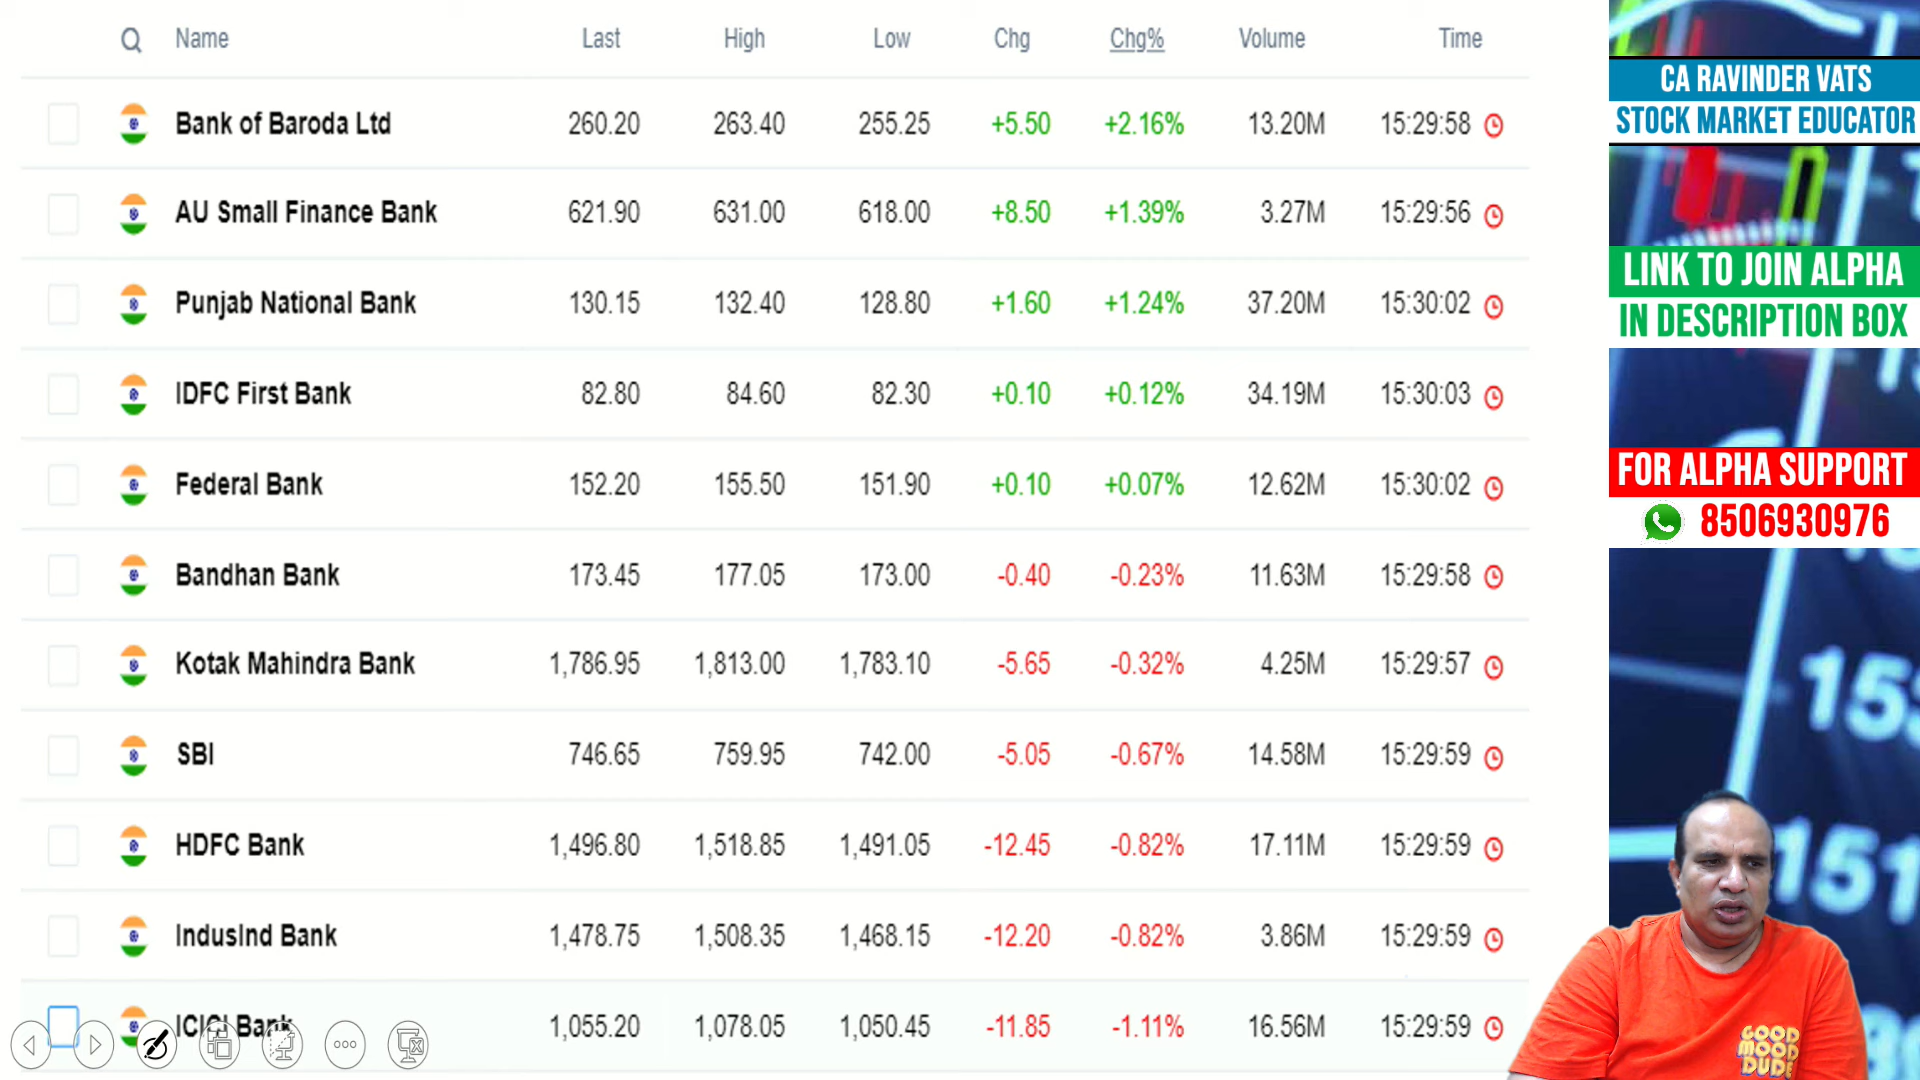 Name Last High Low Chg Chg% Volume Time
Bank of Baroda Ltd 260.20 263.40 255.25 +5.50 +2.16% 13.20M 15:29:58
AU Small Finance Bank 621.90 631.00 618.00 +8.50 +1.39% 3.27M 15:29:56
Punjab National Bank 130.15 132.40 128.80 +1.60 +1.24% 37.20M 15:30:02
IDFC First Bank 82.80 84.60 82.30 +0.10 +0.12% 34.19M 15:30:03
Federal Bank 152.20 155.50 151.90 +0.10 +0.07% 12.62M 15:30:02
Bandhan Bank 173.45 177.05 173.00 -0.40 -0.23% 11.63M 15:29:58
Kotak Mahindra Bank 1,786.95 1,813.00 1,783.10 -5.65 -0.32% 4.25M 15:29:57
SBI 746.65 759.95 742.00 -5.05 -0.67% 14.58M 15:29:59
HDFC Bank 1,496.80 1,518.85 1,491.05 -12.45 -0.82% 17.11M 15:29:59
IndusInd Bank 1,478.75 1,508.35 1,468.15 -12.20 -0.82% 3.86M 15:29:59
ICICI Bank 1,055.20 1,078.05 1,050.45 -11.85 -1.11% 16.56M 15:29:59
CA RAVINDER VATS
STOCK MARKET EDUCATOR
LINK TO JOIN ALPHA
IN DESCRIPTION BOX
FOR ALPHA SUPPORT
8506930976
GOOD
MOOD
DUDE